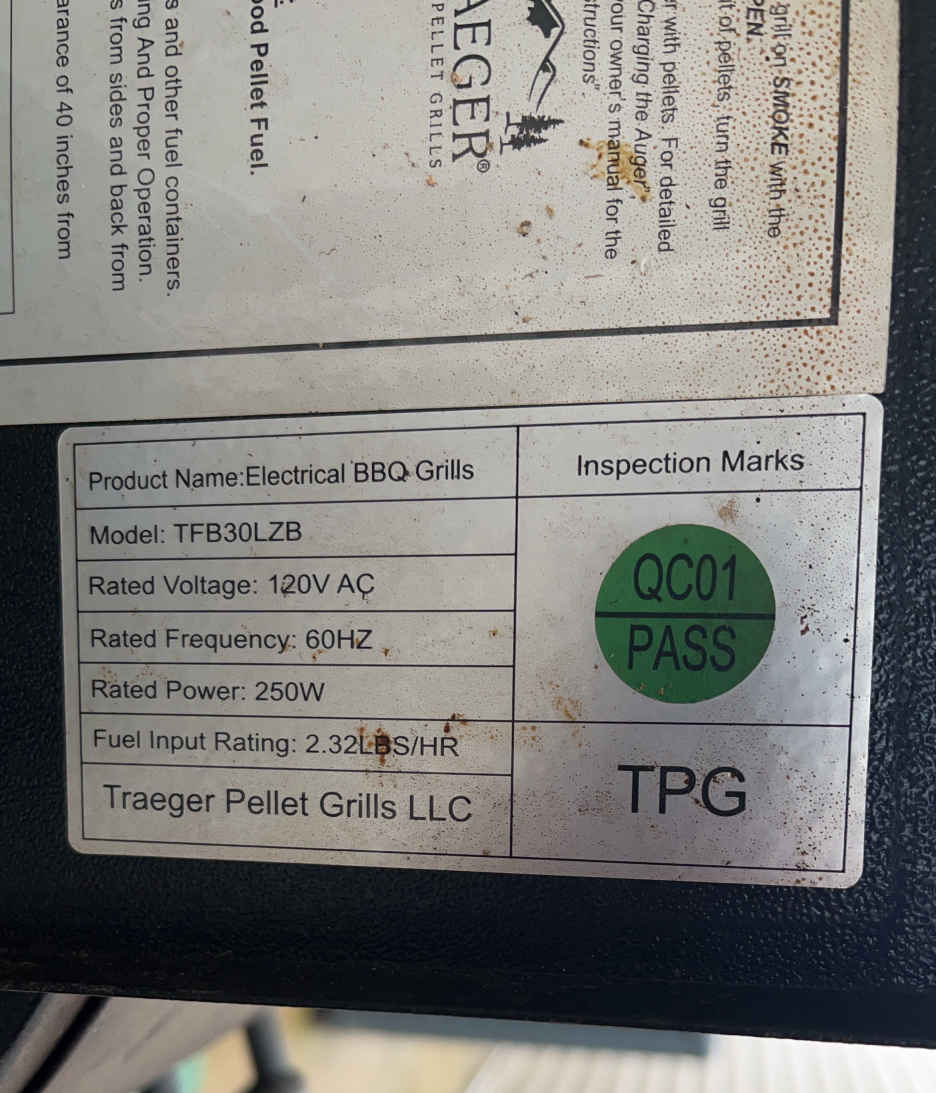 grill on SMOKE with the
PEN.
t of pellets, turn the grill
r with pellets. For detailed
Charging the Auger"
our owner's manual for the
structions".
AEGER®
PELLET GRILLS
ood Pellet Fuel.
s and other fuel containers.
ng And Proper Operation.
s from sides and back from
arance of 40 inches from
Product Name:Electrical BBQ Grills
Model: TFB30LZB
Rated Voltage: 120V AC
Rated Frequency: 60HZ
Rated Power: 250W
Fuel Input Rating: 2.32LBS/HR
Traeger Pellet Grills LLC
Inspection Marks
QC01
PASS
TPG